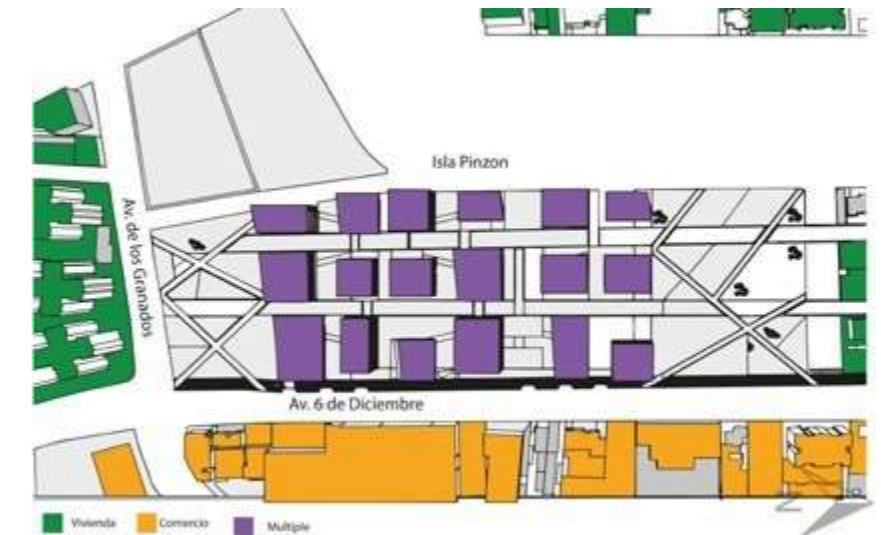 Isla Pinzon
Av. de los Granados
Av. 6 de Diciembre
Vivienda
Comercio
Multiple
N